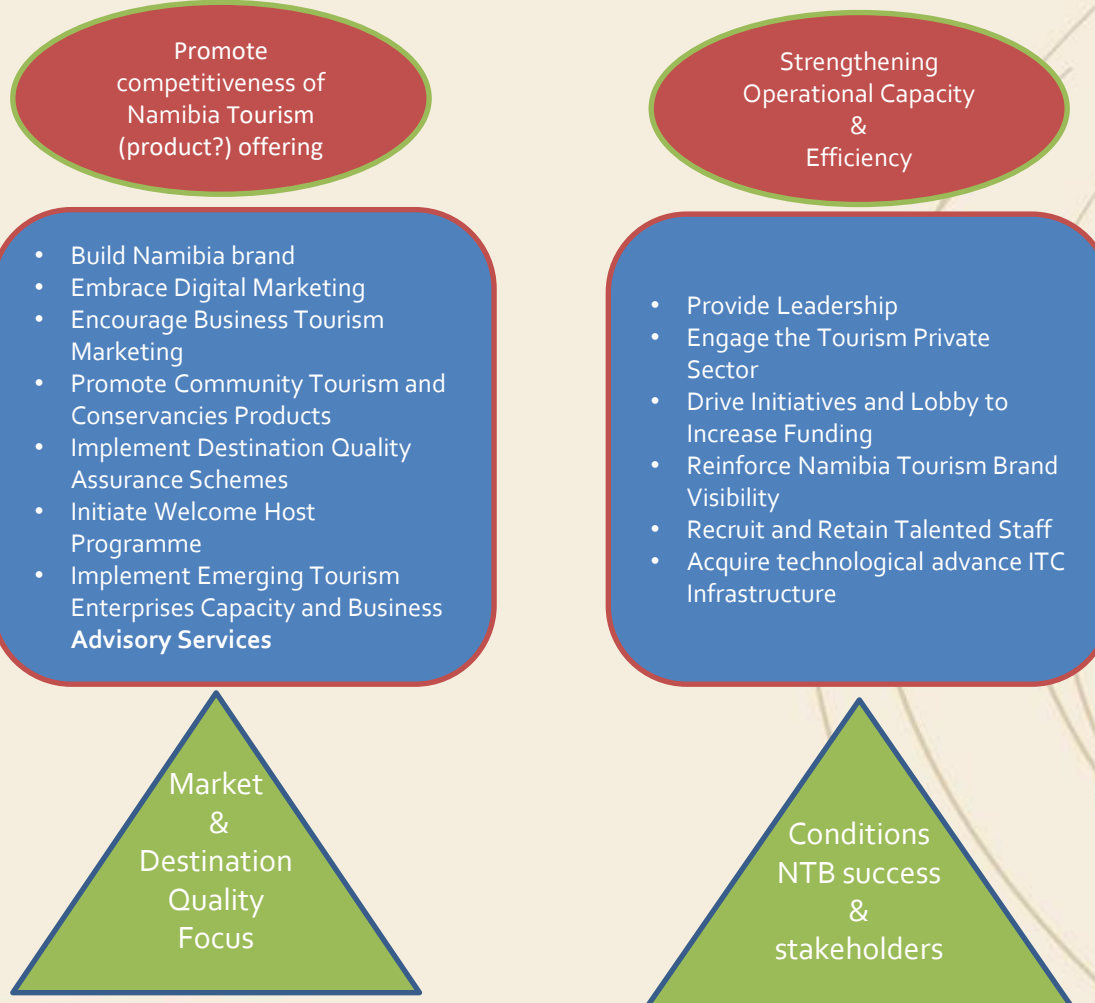 Promote
competitiveness of
Namibia Tourism
(product?) offering
• Build Namibia brand
• Embrace Digital Marketing
• Encourage Business Tourism
Marketing
• Promote Community Tourism and
Conservancies Products
• Implement Destination Quality
Assurance Schemes
• Initiate Welcome Host
Programme
• Implement Emerging Tourism
Enterprises Capacity and Business
Advisory Services
Market
&
Destination
Quality
Focus
Strengthening
Operational Capacity
&
Efficiency
• Provide Leadership
• Engage the Tourism Private
Sector
• Drive Initiatives and Lobby to
Increase Funding
• Reinforce Namibia Tourism Brand
Visibility
• Recruit and Retain Talented Staff
• Acquire technological advance ITC
Infrastructure
Conditions
NTB success
&
stakeholders